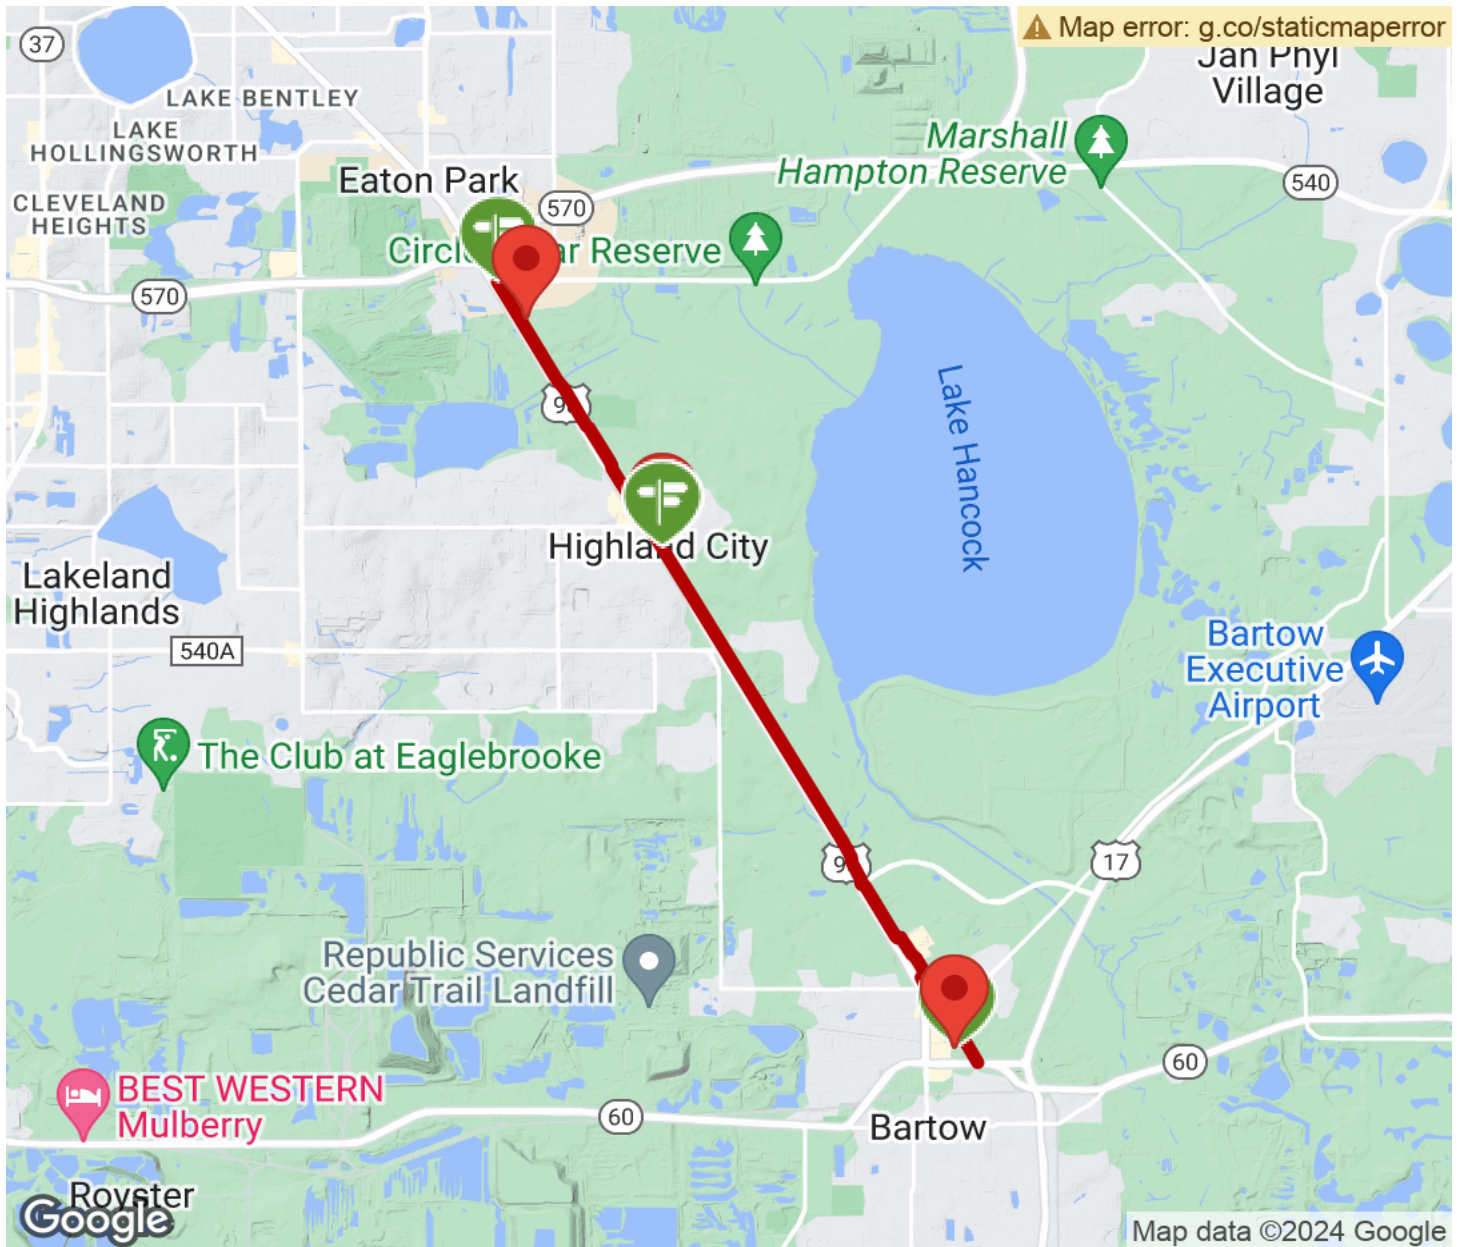 Map error: g.co/staticmaperror
37
Jan Phyl
Village
LAKE BENTLEY
LAKE
HOLLINGSWORTH
Marshall
Hampton Reserve
Eaton Park
540
CLEVELAND
HEIGHTS
570
Reserve
570
Lake Hancock
Highland City
Lakeland
Highlands
540A
Bartow
Executive
Airport
The Club at Eaglebrooke
17
Republic Services
Cedar Trail Landfill
60
BEST WESTERN
Mulberry
60
Bartow
Royster
Google
Map data ©2024 Google